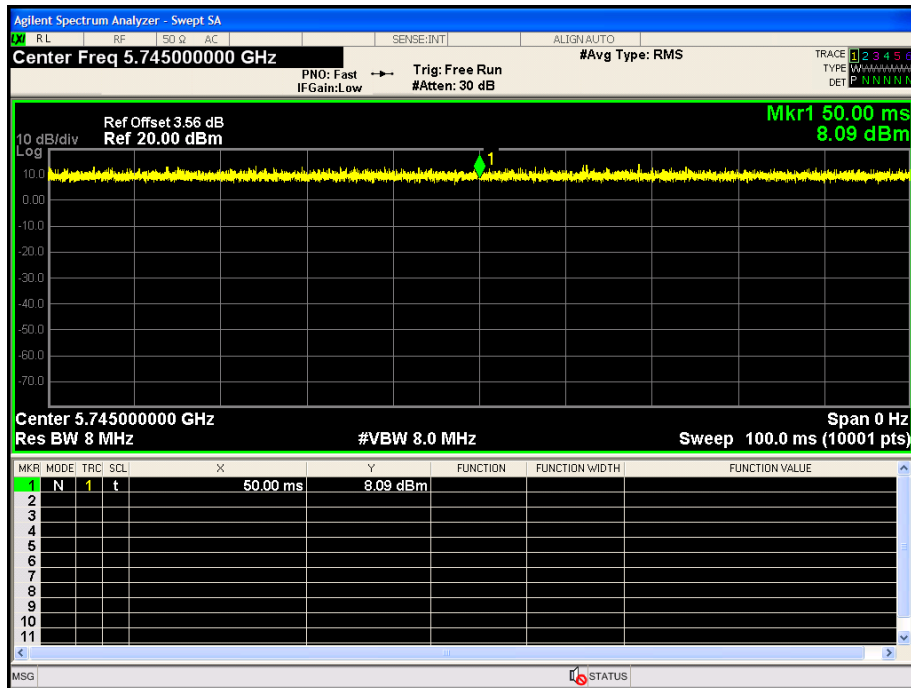 Agilent Spectrum Analyzer - Swept SA
LXI RL RF 50 Ω AC SENSE:INT ALIGN AUTO
Center Freq 5.745000000 GHz
#Avg Type: RMS
TRACE 1 2 3 4 5 6
PNO: Fast
Trig: Free Run
TYPE WWWWWW
IFGain:Low
#Atten: 30 dB
DET P N N N N N
Mkr1 50.00 ms
8.09 dBm
Ref Offset 3.56 dB
10 dB/div Ref 20.00 dBm
Log
1
10.0
0.00
-10.0
-20.0
-30.0
-40.0
-50.0
-60.0
-70.0
Center 5.745000000 GHz Span 0 Hz
Res BW 8 MHz #VBW 8.0 MHz Sweep 100.0 ms (10001 pts)
MKR MODE TRC SCL X Y FUNCTION FUNCTION WIDTH FUNCTION VALUE
1 N 1 t 50.00 ms 8.09 dBm
2
3
4
5
6
7
8
9
10
11
MSG STATUS